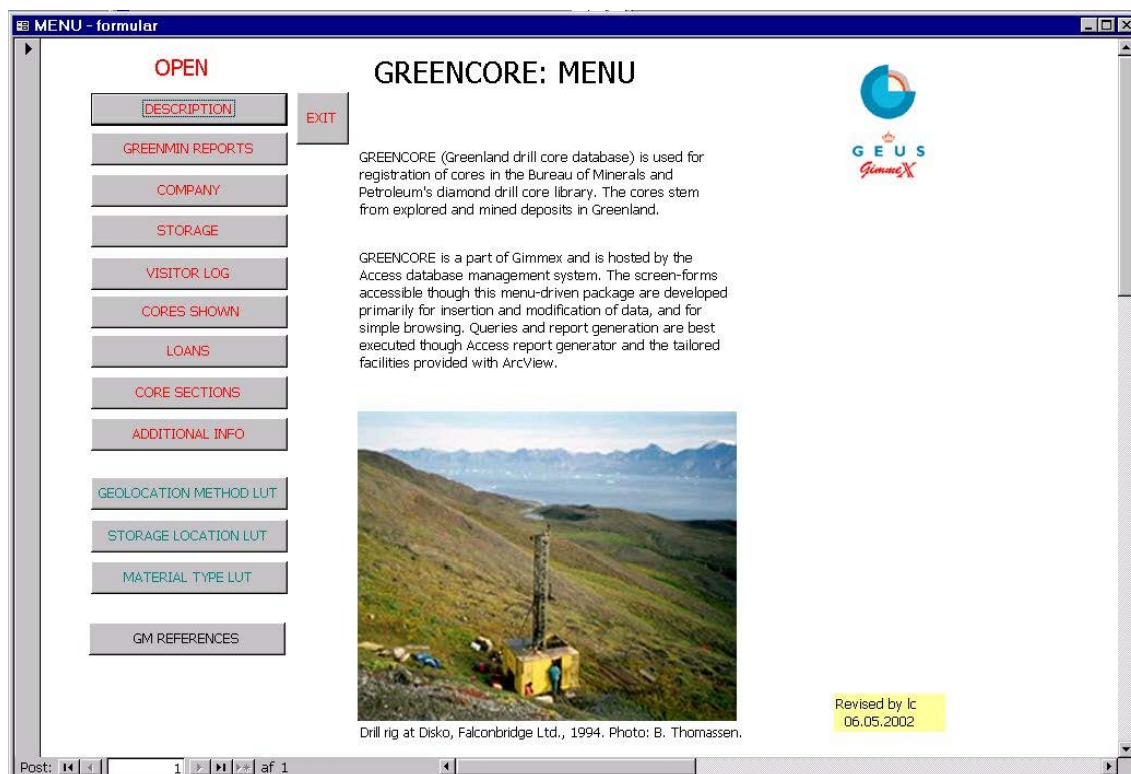 MENU - formular
OPEN
DESCRIPTION
GREENMIN REPORTS
COMPANY
STORAGE
VISITOR LOG
CORES SHOWN
LOANS
CORE SECTIONS
ADDITIONAL INFO
GEOLOCATION METHOD LUT
STORAGE LOCATION LUT
MATERIAL TYPE LUT
GM REFERENCES
EXIT
GREENCORE: MENU
GREENCORE (Greenland drill core database) is used for
registration of cores in the Bureau of Minerals and
Petroleum's diamond drill core library. The cores stem
from explored and mined deposits in Greenland.
GREENCORE is a part of Gimmex and is hosted by the
Access database management system. The screen-forms
accessible though this menu-driven package are developed
primarily for insertion and modification of data, and for
simple browsing. Queries and report generation are best
executed though Access report generator and the tailored
facilities provided with ArcView.
Drill rig at Disko, Falconbridge Ltd., 1994. Photo: B. Thomassen.
G E U S
GimmeX
Revised by lc
06.05.2002
Post: 1 af 1